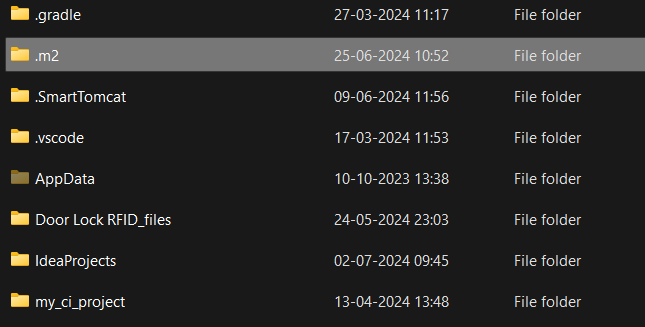 .gradle 27-03-2024 11:17 File folder
.m2 25-06-2024 10:52 File folder
.SmartTomcat 09-06-2024 11:56 File folder
.vscode 17-03-2024 11:53 File folder
AppData 10-10-2023 13:38 File folder
Door Lock RFID_files 24-05-2024 23:03 File folder
IdeaProjects 02-07-2024 09:45 File folder
my_ci_project 13-04-2024 13:48 File folder